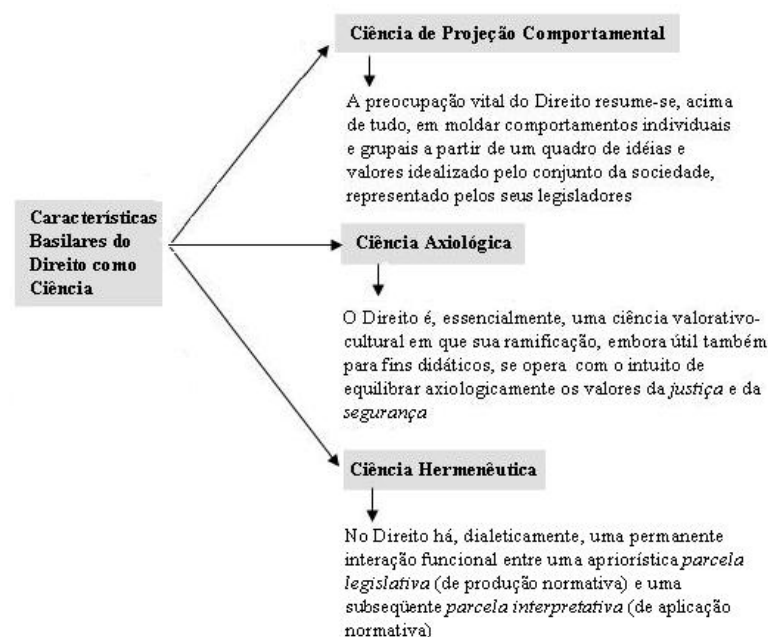 Ciência de Projeção Comportamental
A preocupação vital do Direito resume-se, acima
de tudo, em moldar comportamentos individuais
e grupais a partir de um quadro de idéias e
valores idealizado pelo conjunto da sociedade,
representado pelos seus legisladores
Características
Basilares do
Direito como
Ciência
Ciência Axiológica
O Direito é, essencialmente, uma ciência valorativo-
cultural em que sua ramificação, embora útil também
para fins didáticos, se opera com o intuito de
equilibrar axiologicamente os valores da justiça e da
segurança
Ciência Hermenêutica
No Direito há, dialeticamente, uma permanente
interação funcional entre uma apriorística parcela
legislativa (de produção normativa) e uma
subseqüente parcela interpretativa (de aplicação
normativa)